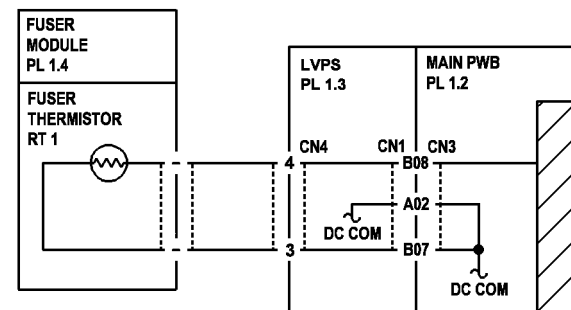 FUSER
MODULE
PL 1.4
FUSER
THERMISTOR
RT 1
LVPS
PL 1.3
MAIN PWB
PL 1.2
4 CN4
CN1 B08 CN3
A02
DC COM
3
B07
DC COM